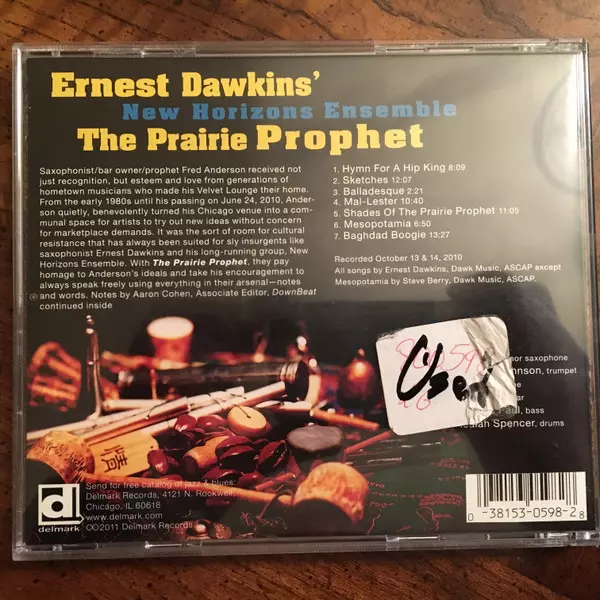 Ernest Dawkins'
New Horizons Ensemble
The Prairie Prophet
Saxophonist/bar owner/prophet Fred Anderson received not
just recognition, but esteem and love from generations of
hometown musicians who made his Velvet Lounge their home.
From the early 1980s until his passing on June 24, 2010, Ander-
son quietly, benevolently turned his Chicago venue into a com-
munal space for artists to try out new ideas without concern
for marketplace demands. It was the sort of room for cultural
resistance that has always been suited for sly insurgents like
saxophonist Ernest Dawkins and his long-running group, New
Horizons Ensemble. With The Prairie Prophet, they pay
homage to Anderson's ideals and take his encouragement to
always speak freely using everything in their arsenal—notes
and words. Notes by Aaron Cohen, Associate Editor, DownBeat
continued inside
1. Hymn For A Hip King 8:09
2. Sketches 12:07
3. Balladesque 2:21
4. Mal-Lester 10:40
5. Shades Of The Prairie Prophet 11:05
6. Mesopotamia 6:50
7. Baghdad Boogie 13:27
Recorded October 13 & 14, 2010
All songs by Ernest Dawkins, Dawk Music, ASCAP except
Mesopotamia by Steve Berry, Dawk Music, ASCAP.
Used
nor saxophone
hnson, trumpet
Paul, bass
Spencer, drums
情
Send for free catalog of jazz & blues:
Delmark Records, 4121 N. Rockwell,
Chicago, IL 60618
www.delmark.com
©2011 Delmark Records
d
delmark
0 -38153-0598-2 8